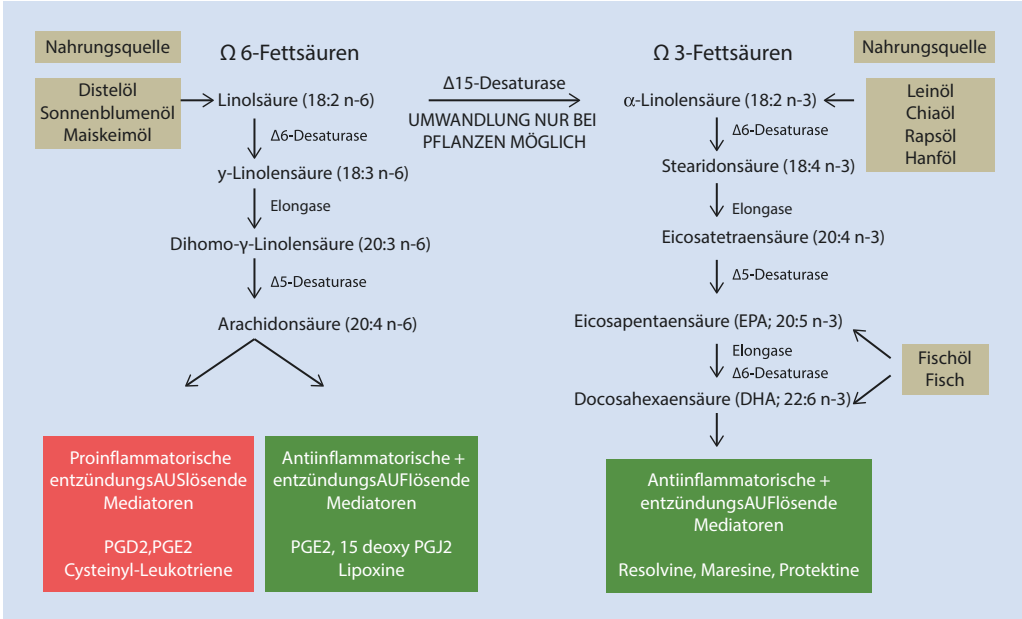 Nahrungsquelle
Ω 6-Fettsäuren
Ω 3-Fettsäuren
Nahrungsquelle
Distelöl
Sonnenblumenöl
Maiskeimöl
Linolsäure (18:2 n-6)
Δ15-Desaturase
UMWANDLUNG NUR BEI
PFLANZEN MÖGLICH
α-Linolensäure (18:2 n-3)
Leinöl
Chiaöl
Rapsöl
Hanföl
Δ6-Desaturase
Δ6-Desaturase
y-Linolensäure (18:3 n-6)
Stearidonsäure (18:4 n-3)
Elongase
Elongase
Dihomo-γ-Linolensäure (20:3 n-6)
Eicosatetraensäure (20:4 n-3)
Δ5-Desaturase
Δ5-Desaturase
Arachidonsäure (20:4 n-6)
Eicosapentaensäure (EPA; 20:5 n-3)
Elongase
Δ6-Desaturase
Fischöl
Fisch
Docosahexaensäure (DHA; 22:6 n-3)
Proinflammatorische
entzündungsAUSlösende
Mediatoren
PGD2,PGE2
Cysteinyl-Leukotriene
Antiinflammatorische +
entzündungsAUFlösende
Mediatoren
PGE2, 15 deoxy PGJ2
Lipoxine
Antiinflammatorische +
entzündungsAUFlösende
Mediatoren
Resolvine, Maresine, Protektine